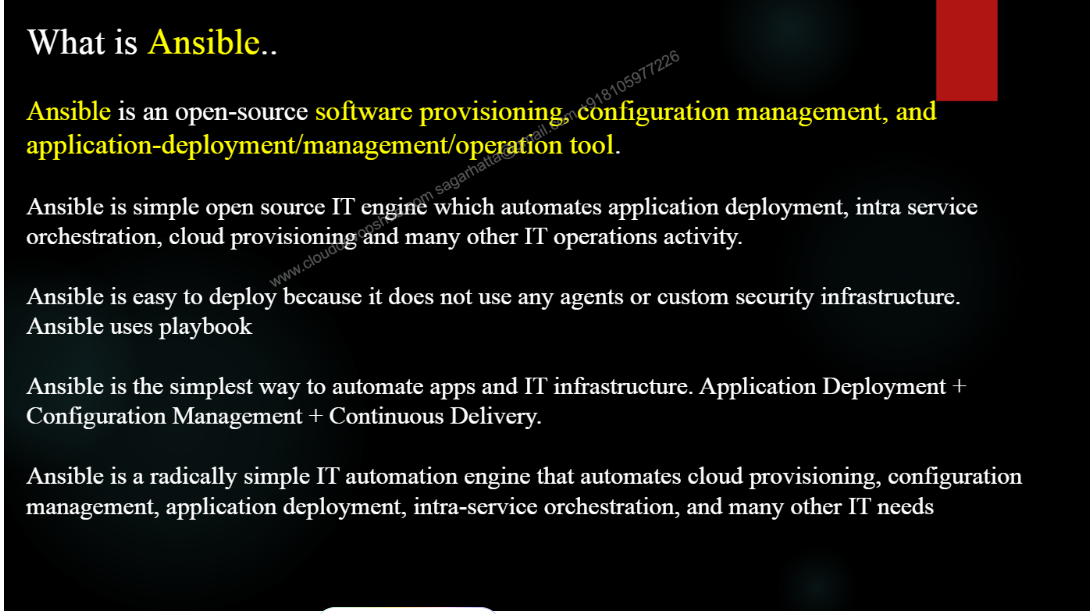 What is Ansible..
Ansible is an open-source software provisioning, configuration management, and
application-deployment/management/operation tool.
Ansible is simple open source IT engine which automates application deployment, intra service
orchestration, cloud provisioning and many other IT operations activity.
Ansible is easy to deploy because it does not use any agents or custom security infrastructure.
Ansible uses playbook
Ansible is the simplest way to automate apps and IT infrastructure. Application Deployment +
Configuration Management + Continuous Delivery.
Ansible is a radically simple IT automation engine that automates cloud provisioning, configuration
management, application deployment, intra-service orchestration, and many other IT needs